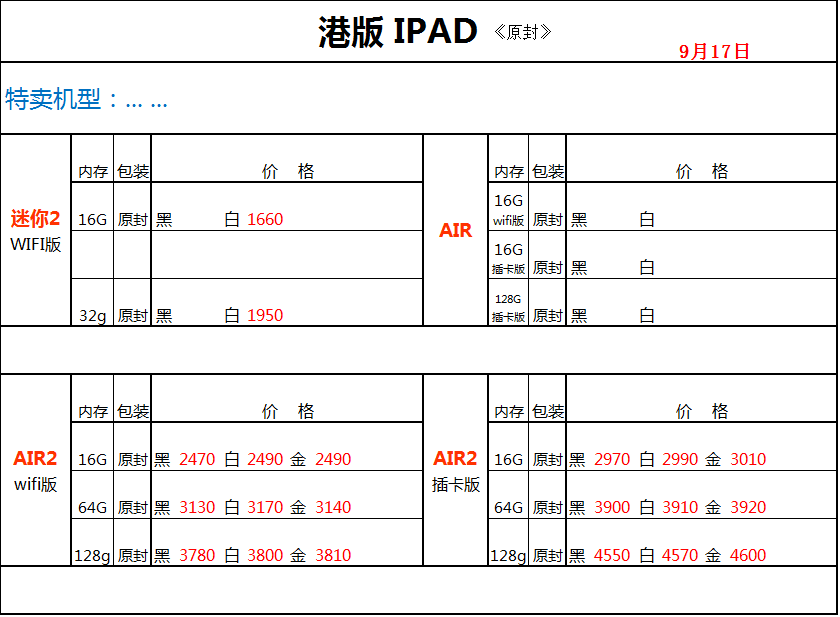 港版 IPAD 《原封》
9月17日
特卖机型：... ...
内存 包装 价 格
迷你2
WIFI版
16G 原封 黑 白 1660
32g 原封 黑 白 1950
内存 包装 价 格
AIR
16G
wifi版 原封 黑 白
16G
插卡版 原封 黑 白
128G
插卡版 原封 黑 白
内存 包装 价 格
AIR2
wifi版
16G 原封 黑 2470 白 2490 金 2490
64G 原封 黑 3130 白 3170 金 3140
128g 原封 黑 3780 白 3800 金 3810
内存 包装 价 格
AIR2
插卡版
16G 原封 黑 2970 白 2990 金 3010
64G 原封 黑 3900 白 3910 金 3920
128g 原封 黑 4550 白 4570 金 4600